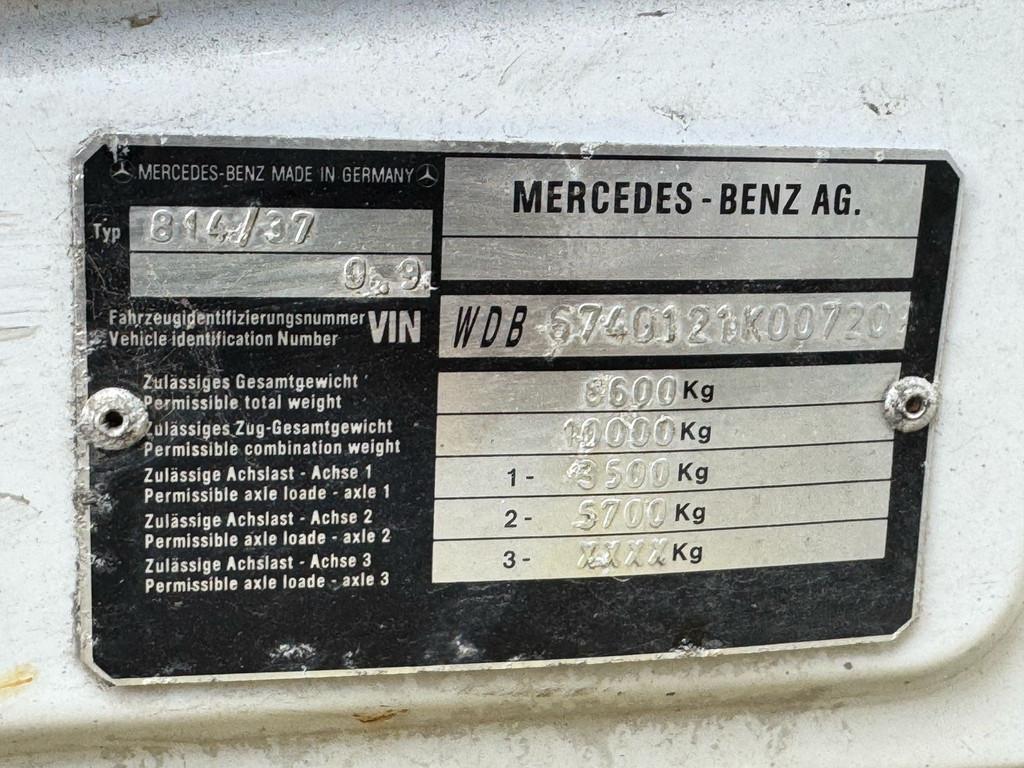 MERCEDES-BENZ MADE IN GERMANY
MERCEDES - BENZ AG.
Typ 814/37
0.9
Fahrzeugidentifizierungsnummer
Vehicle identification Number
VIN
WDB 6740121K00720
Zulässiges Gesamtgewicht
Permissible total weight
Kg
Zulässiges Zug-Gesamtgewicht
Permissible combination weight
10000 Kg
Zulässige Achslast - Achse 1
Permissible axle loade - axle 1
1- 3500 Kg
Zulässige Achslast - Achse 2
Permissible axle loade - axle 2
2- 5700 Kg
Zulässige Achslast - Achse 3
Permissible axle loade - axle 3
3- XXXX Kg